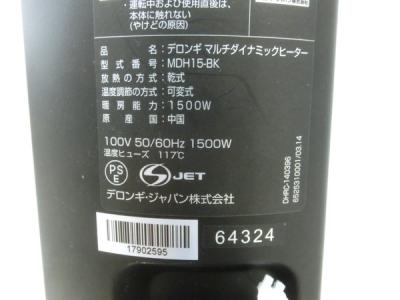 ・運転中および使用直後は、
本体に触れない
(やけどの原因)
品 名 : デロンギ マルチダイナミックヒーター
型 式 番 号 : MDH15-BK
放 熱 の 方 式 : 乾式
温度調節の方式 : 可変式
暖 房 能 力 : 1500W
原 産 国 : 中国
100V 50/60Hz 1500W
温度ヒューズ 117℃
PS
E
JET
デロンギ・ジャパン株式会社
DHRC-140396
6525310001/03.14
17902595
64324